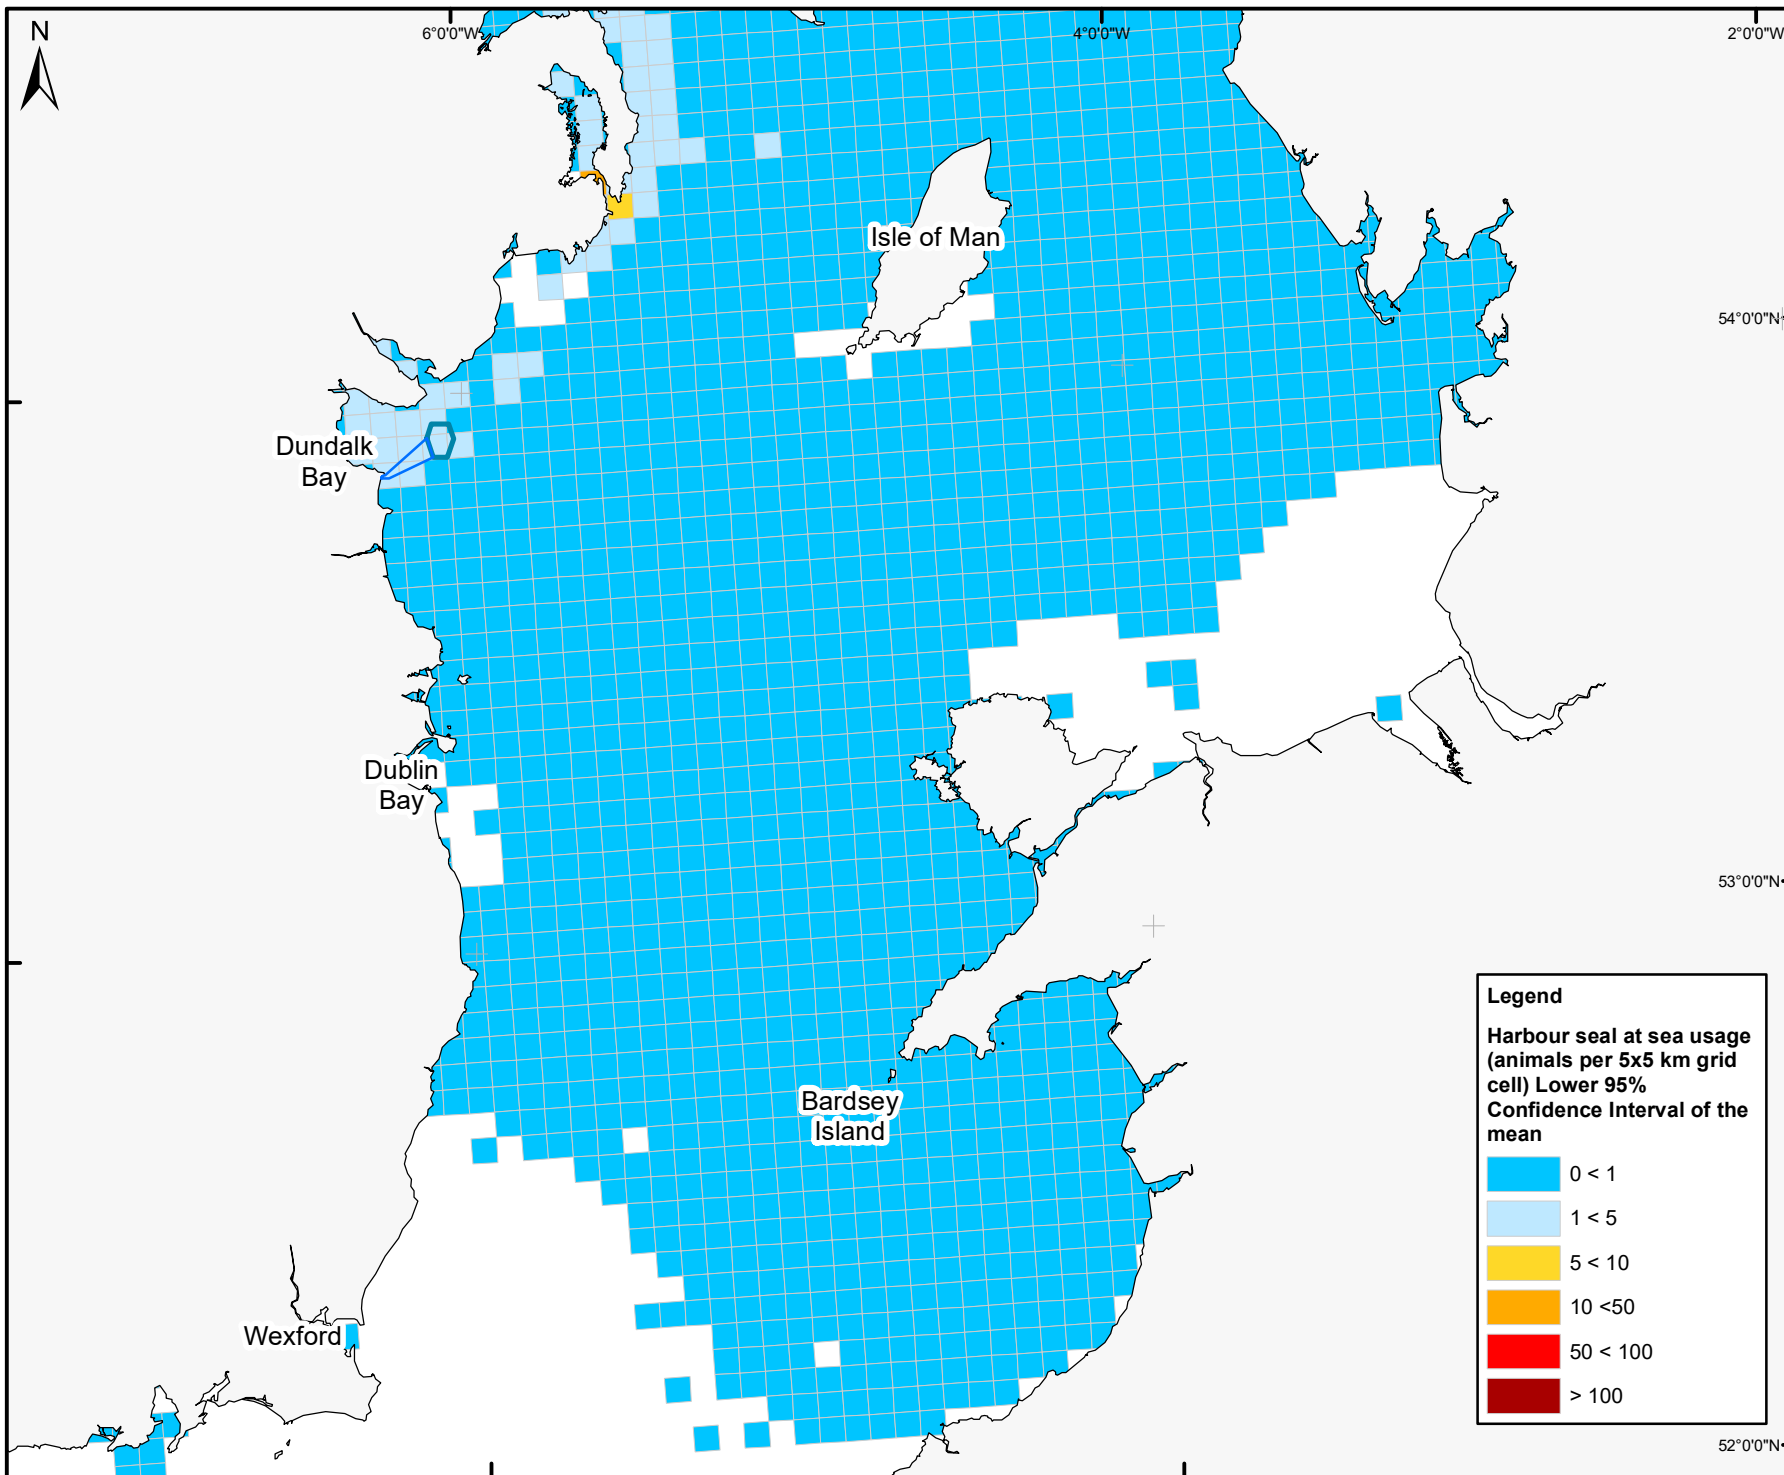 N
6°0'0"W
4°0'0"W
2°0'0"W
Isle of Man
54°0'0"N
Dundalk
Bay
Dublin
Bay
53°0'0"N
Bardsey
Island
Wexford
52°0'0"N
Legend
Harbour seal at sea usage
(animals per 5x5 km grid
cell) Lower 95%
Confidence Interval of the
mean
0 < 1
1 < 5
5 < 10
10 <50
50 < 100
> 100